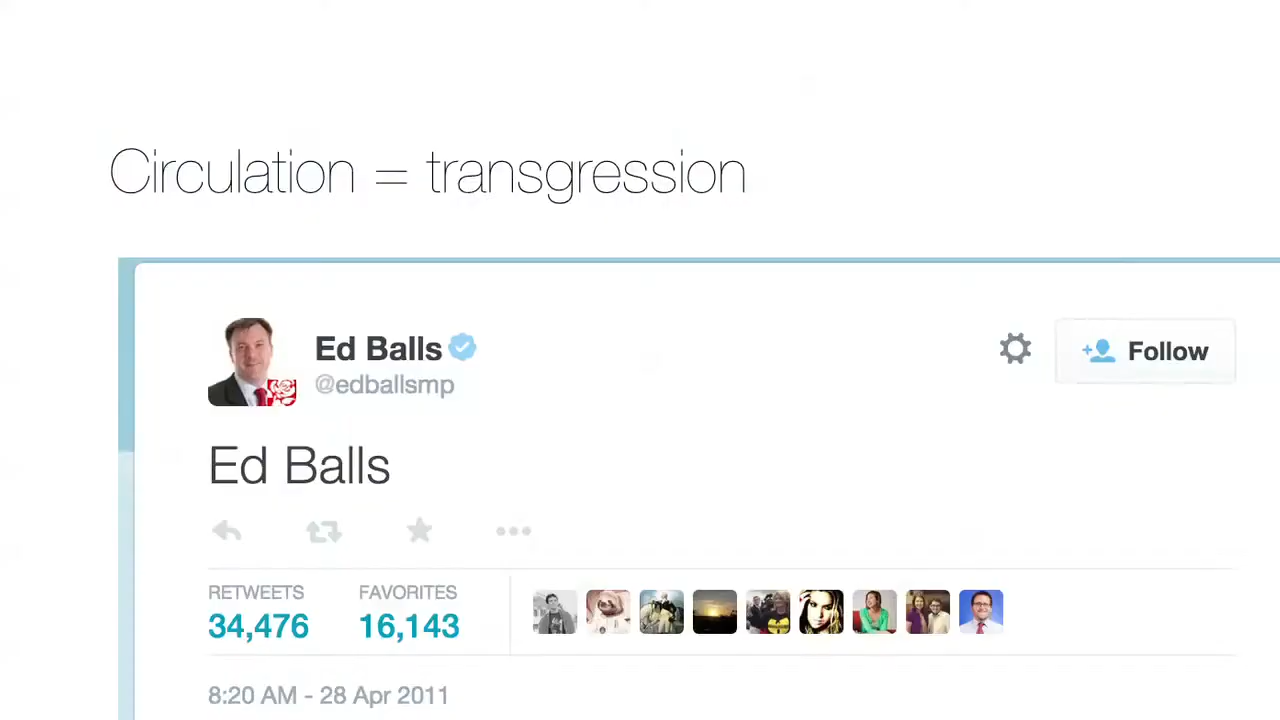 Circulation = transgression
Ed Balls
Follow
@edballsmp
Ed Balls
RETWEETS FAVORITES
34,476 16,143
8:20 AM - 28 Apr 2011